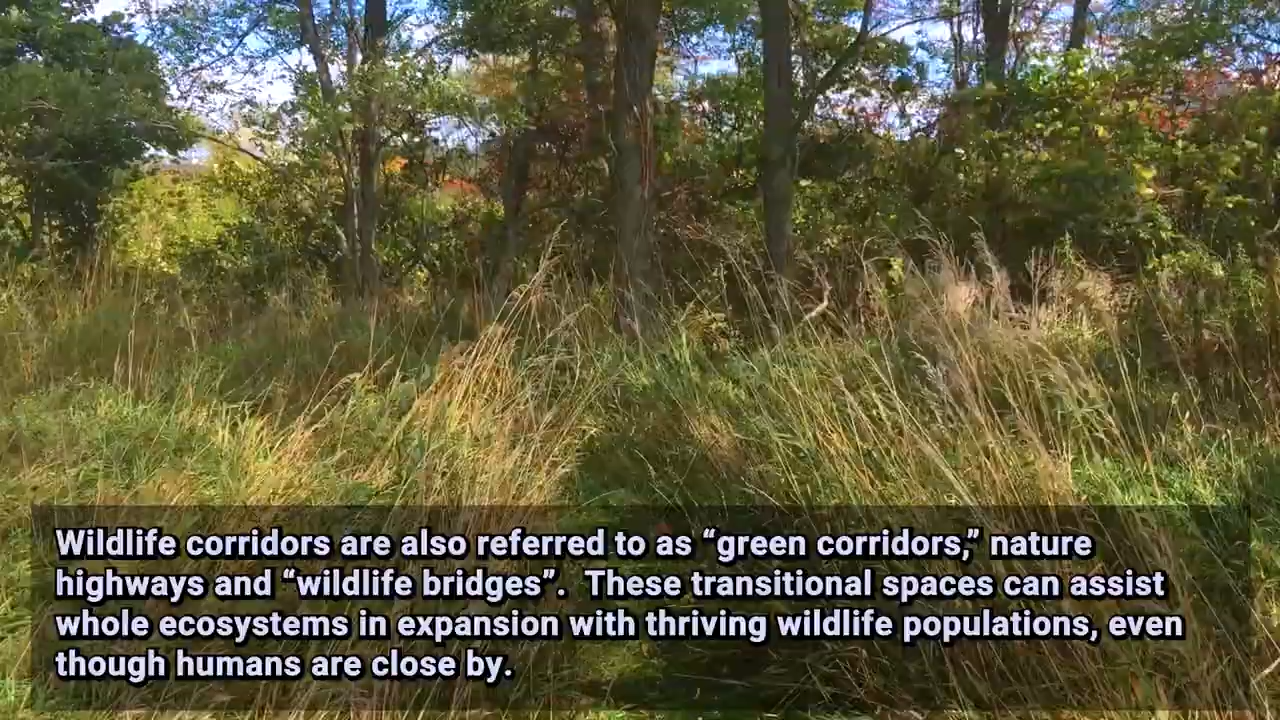 Wildlife corridors are also referred to as “green corridors,” nature
highways and “wildlife bridges”.  These transitional spaces can assist
whole ecosystems in expansion with thriving wildlife populations, even
though humans are close by.